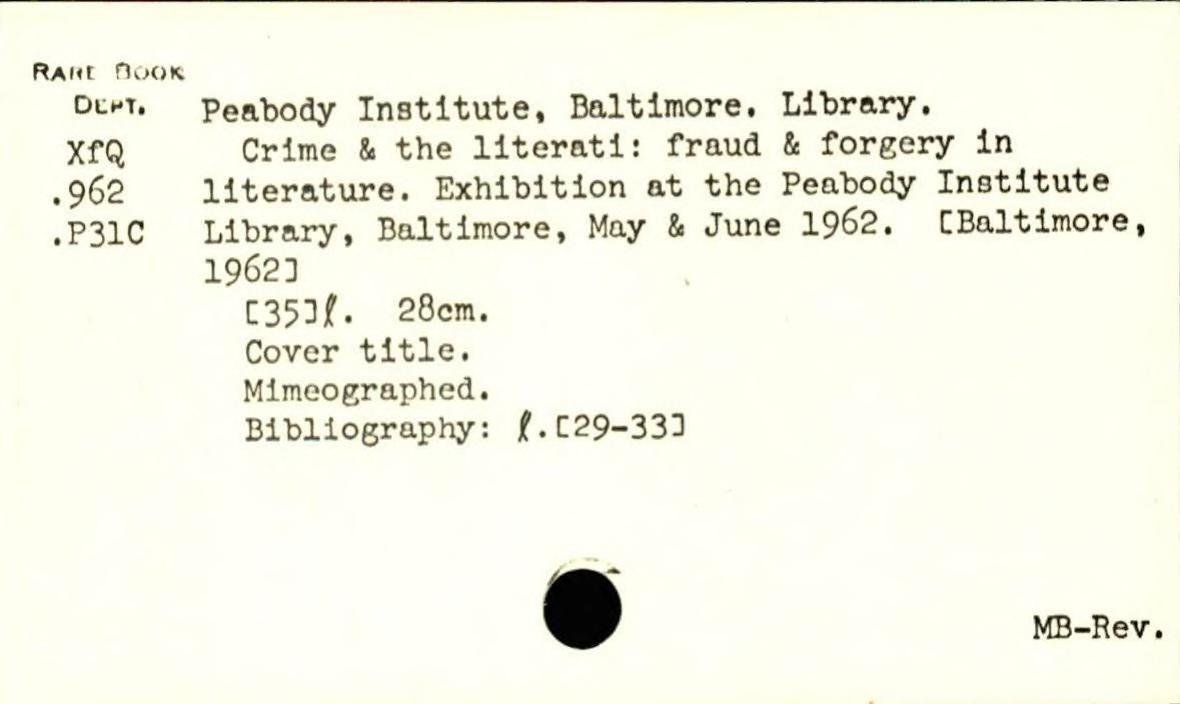 RARE BOOK
DEPT. Peabody Institute, Baltimore. Library.
XfQ Crime & the literati: fraud & forgery in
.962 literature. Exhibition at the Peabody Institute
.P31C Library, Baltimore, May & June 1962. [Baltimore,
1962]
[35]ℓ. 28cm.
Cover title.
Mimeographed.
Bibliography: ℓ.[29-33]
MB-Rev.